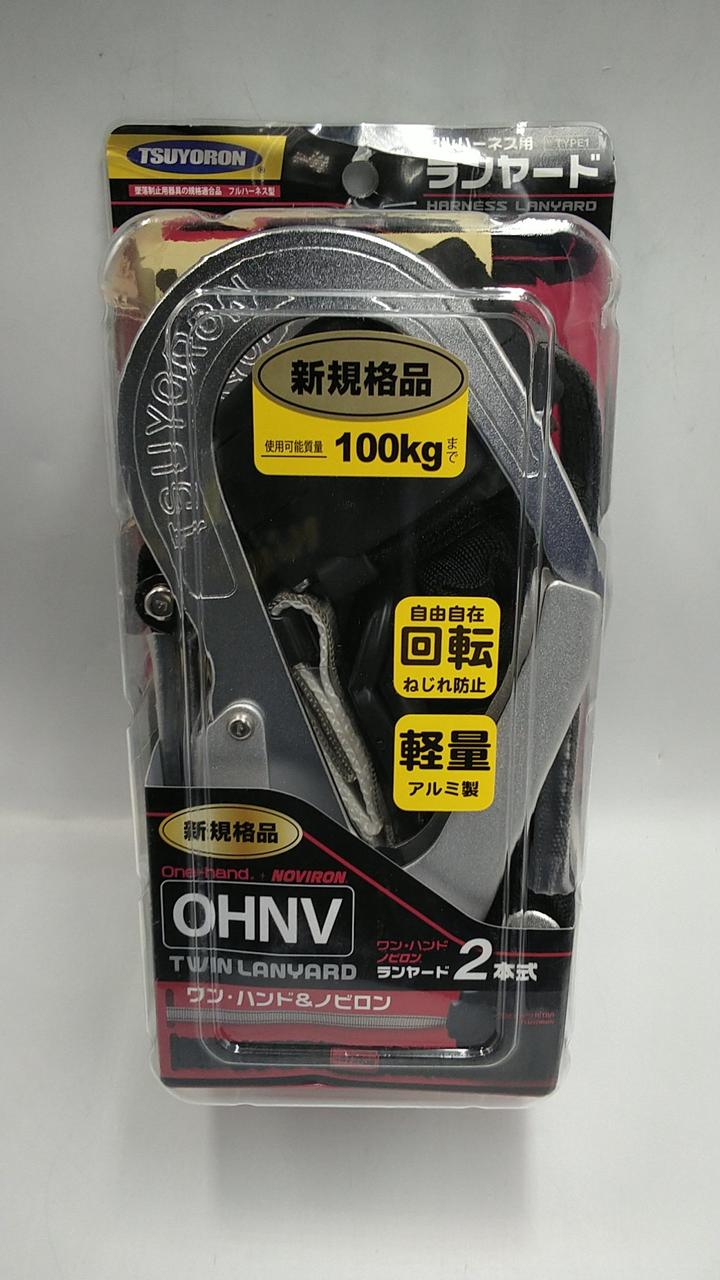 TSUYORON
墜落制止用器具の規格適合品 フルハーネス型
ハーネス用 TYPE1
ランヤード
HARNESS LANYARD
TSUYORON
新規格品
使用可能質量 100kgまで
自由自在
回転
ねじれ防止
軽量
アルミ製
新規格品
One-hand. + NOVIRON
OHNV
TWIN LANYARD
ワン・ハンド
ノビロン
ランヤード 2本式
ワン・ハンド&ノビロン